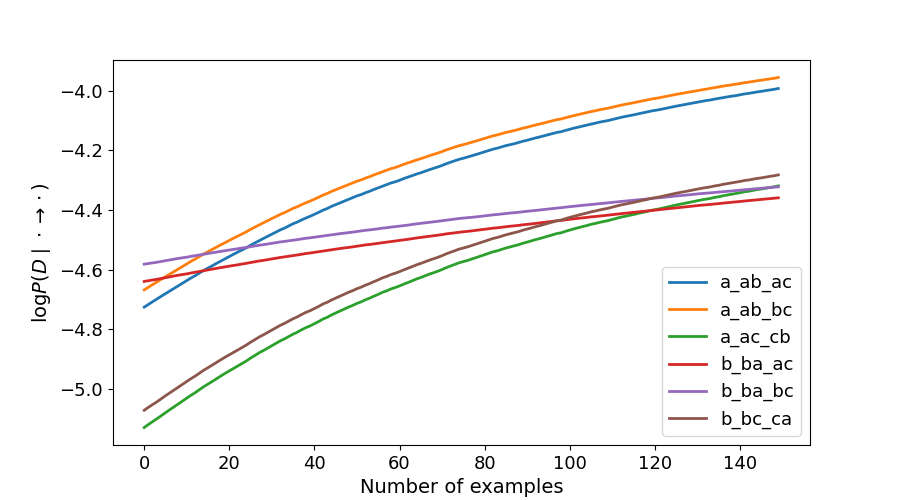 −4.0
−4.2
−4.4
−4.6
−4.8
−5.0
logP(D | · → ·)
0 20 40 60 80 100 120 140
Number of examples
a_ab_ac
a_ab_bc
a_ac_cb
b_ba_ac
b_ba_bc
b_bc_ca